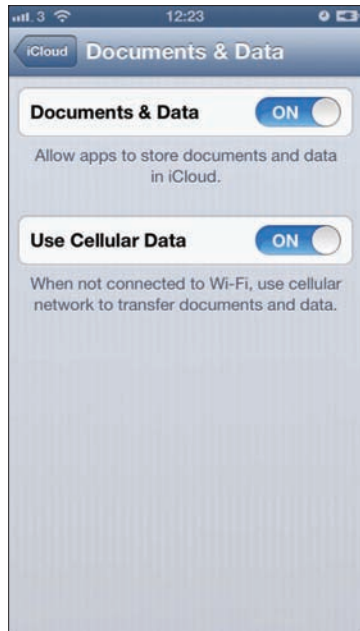 3 12:23
iCloud Documents & Data
Documents & Data ON
Allow apps to store documents and data
in iCloud.
Use Cellular Data ON
When not connected to Wi-Fi, use cellular
network to transfer documents and data.